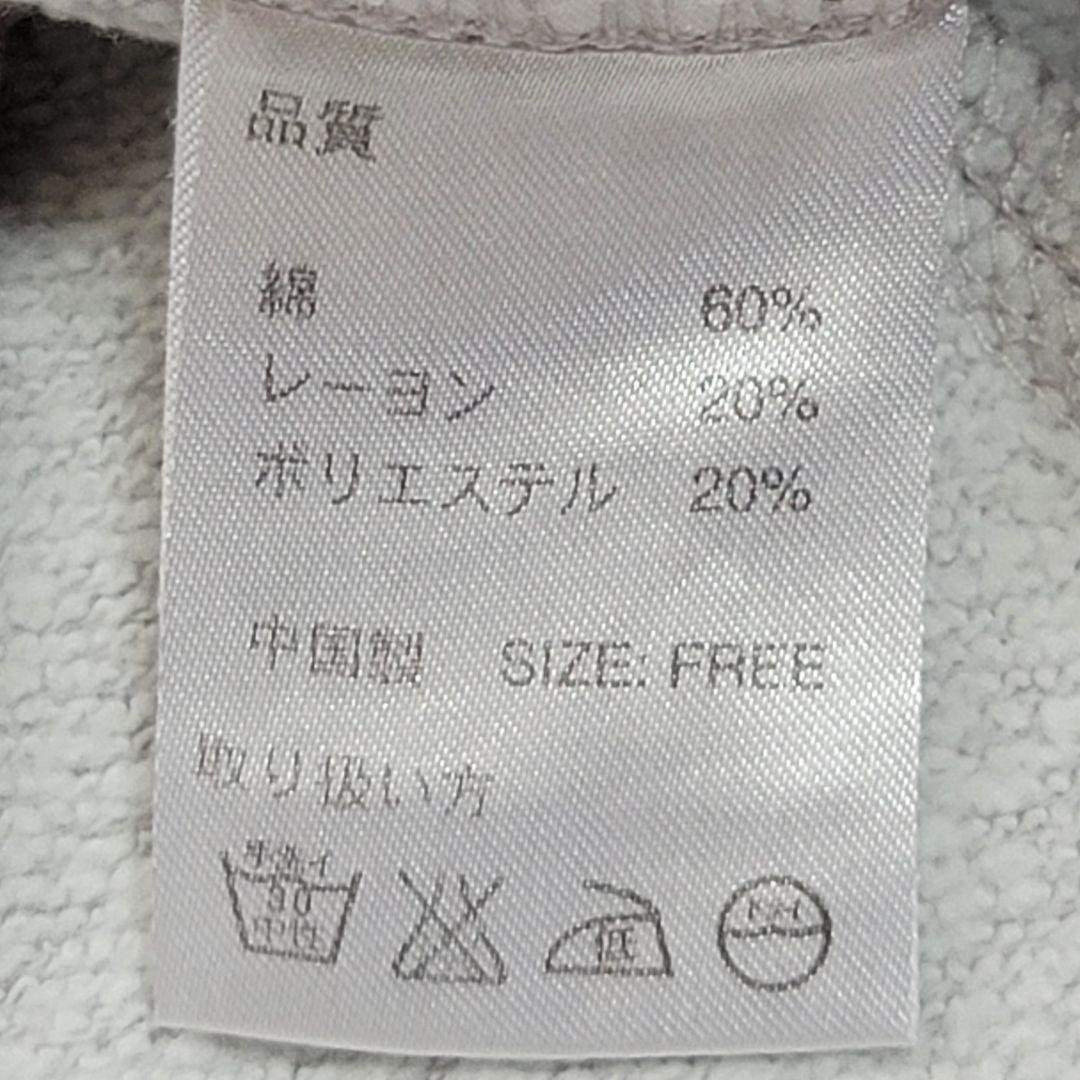 品質
綿 60%
レーヨン 20%
ポリエステル 20%
中国製 SIZE: FREE
取り扱い方
手洗イ
30
中性
低
ドライ